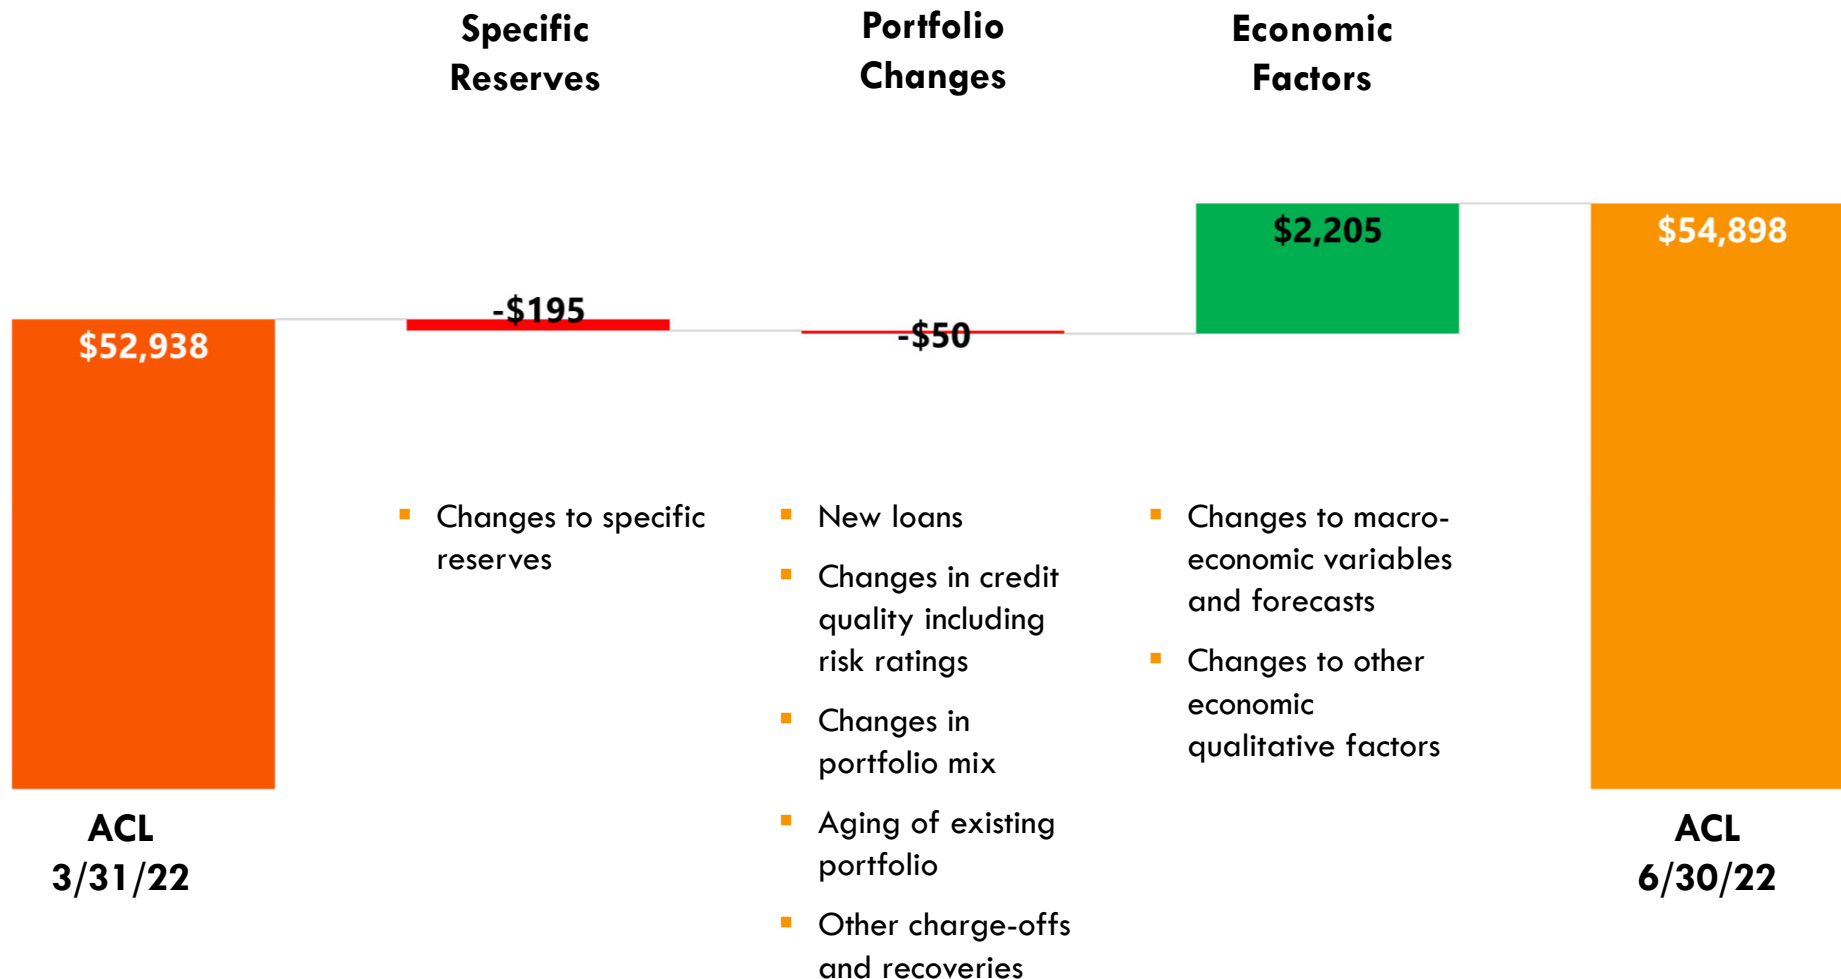 Specific
Reserves
Portfolio
Changes
Economic
Factors
$52,938
-$195
-$50
$2,205
$54,898
▪ Changes to specific
reserves
▪ New loans
▪ Changes in credit
quality including
risk ratings
▪ Changes in
portfolio mix
▪ Aging of existing
portfolio
▪ Other charge-offs
and recoveries
▪ Changes to macro-
economic variables
and forecasts
▪ Changes to other
economic
qualitative factors
ACL
3/31/22
ACL
6/30/22